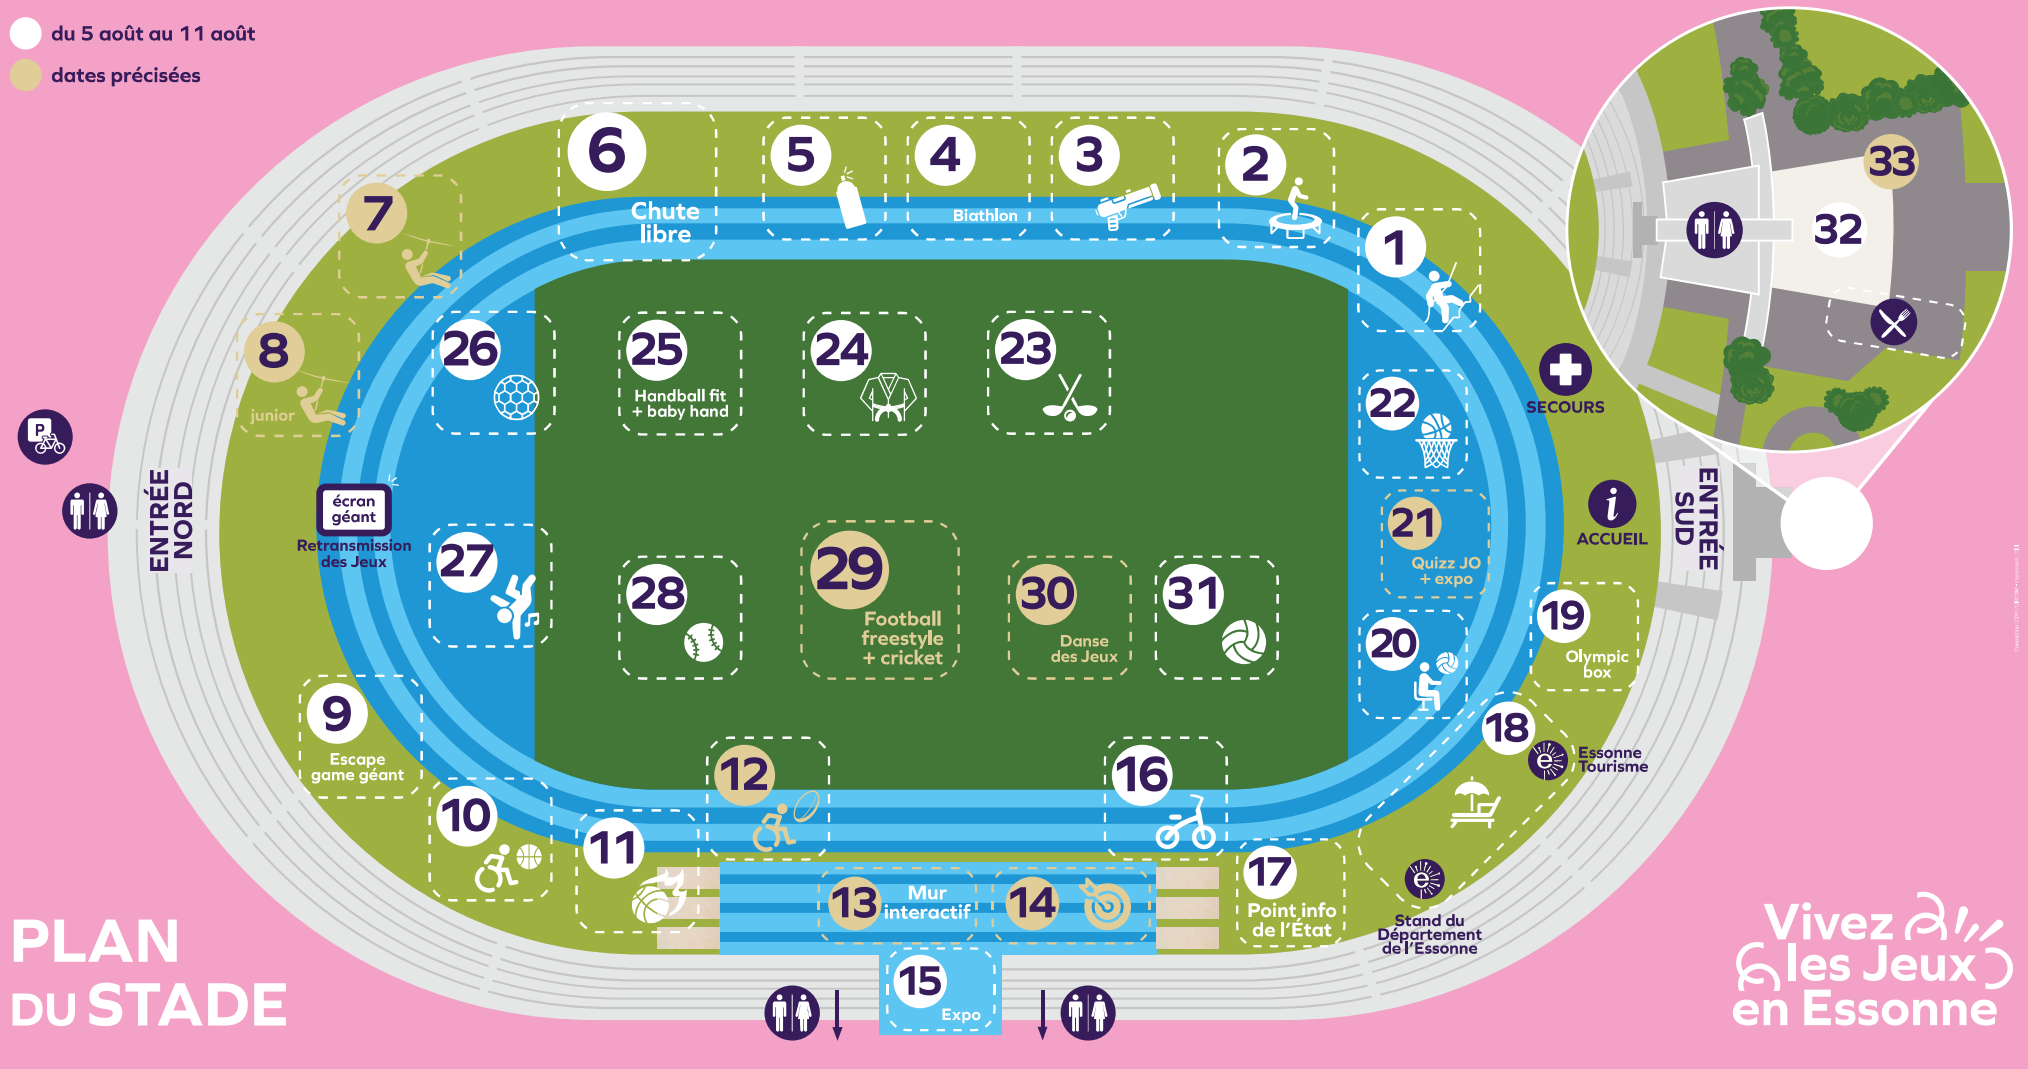 du 5 août au 11 août
dates précisées
6
Chute
libre
5
4
Biathlon
3
2
1
7
8
junior
33
32
26
25
Handball fit
+ baby hand
24
23
22
SECOURS
P
ENTRÉE
NORD
écran
géant
Retransmission
des Jeux
21
Quizz JO
+ expo
i
ACCUEIL
ENTRÉE
SUD
27
28
29
Football
freestyle
+ cricket
30
Danse
des Jeux
31
20
19
Olympic
box
9
Escape
game géant
18
e
Essonne
Tourisme
10
11
12
16
13
Mur
interactif
14
17
Point info
de l'État
e
Stand du
Département
de l'Essonne
15
Expo
PLAN
DU STADE
Vivez
les Jeux
en Essonne